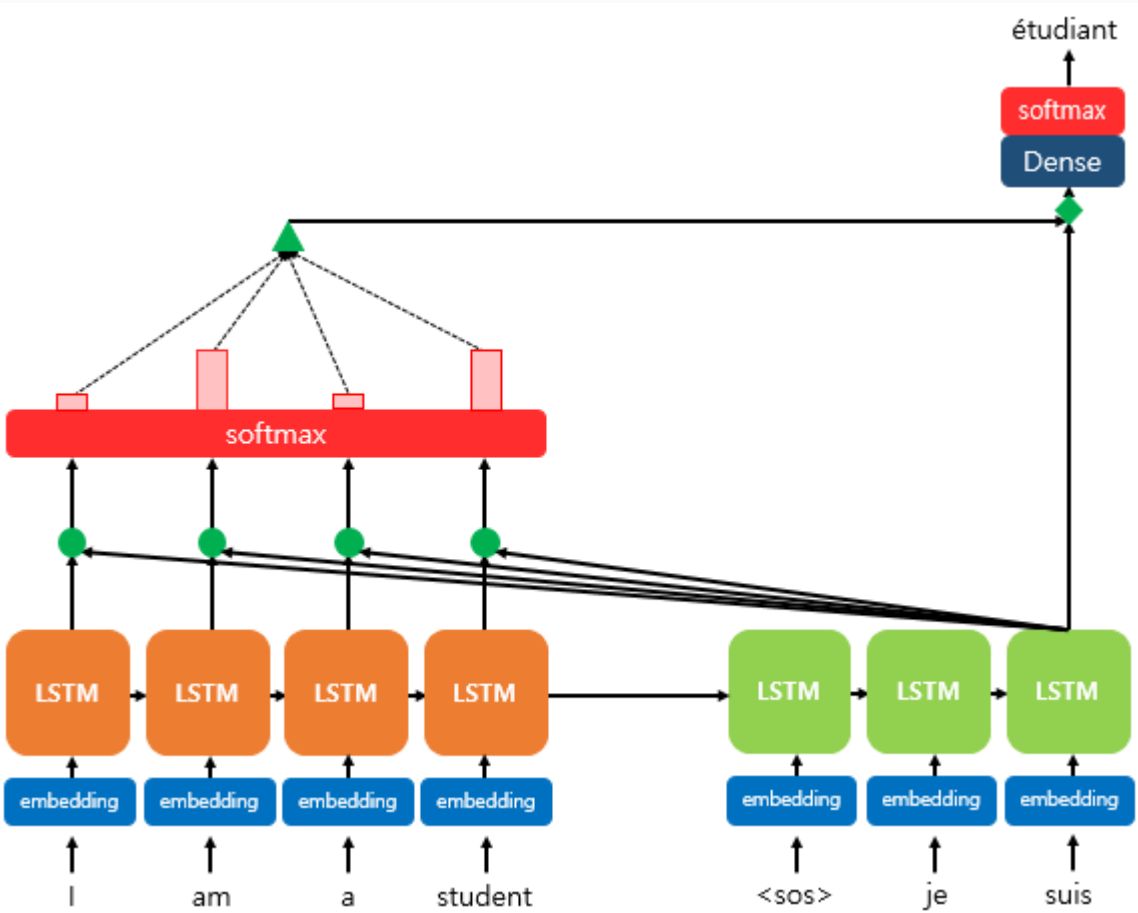 étudiant
softmax
Dense
softmax
LSTM LSTM LSTM LSTM LSTM LSTM LSTM
embedding embedding embedding embedding embedding embedding embedding
I am a student <sos> je suis